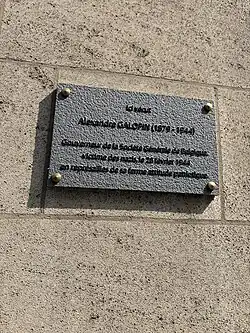 Ici vécut
Alexandre GALOPIN (1879 - 1944)
Gouverneur de la Société Générale de Belgique,
victime des nazis, le 28 février 1944
en représailles de sa ferme attitude patriotique.